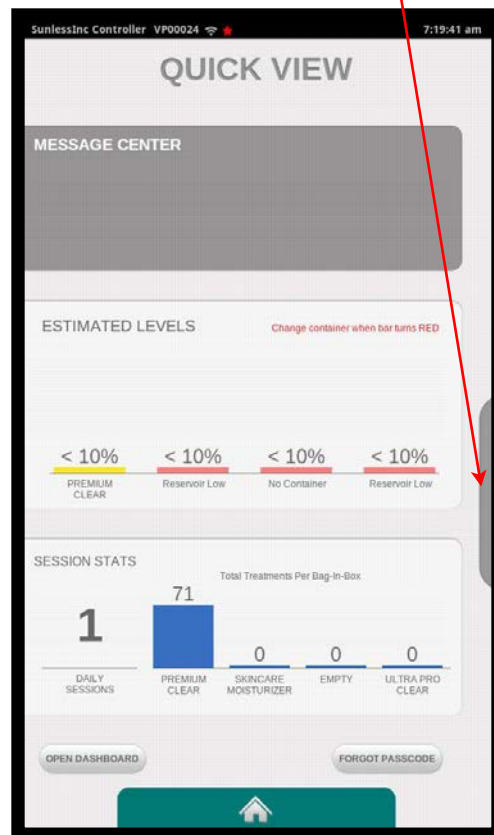 SunlessInc Controller VP00024 7:19:41 am
QUICK VIEW
MESSAGE CENTER
ESTIMATED LEVELS Change container when bar turns RED
< 10% < 10% < 10% < 10%
PREMIUM Reservoir Low No Container Reservoir Low
CLEAR
SESSION STATS
Total Treatments Per Bag-In-Box
71
1
0 0 0
DAILY PREMIUM SKINCARE EMPTY ULTRA PRO
SESSIONS CLEAR MOISTURIZER CLEAR
OPEN DASHBOARD FORGOT PASSCODE